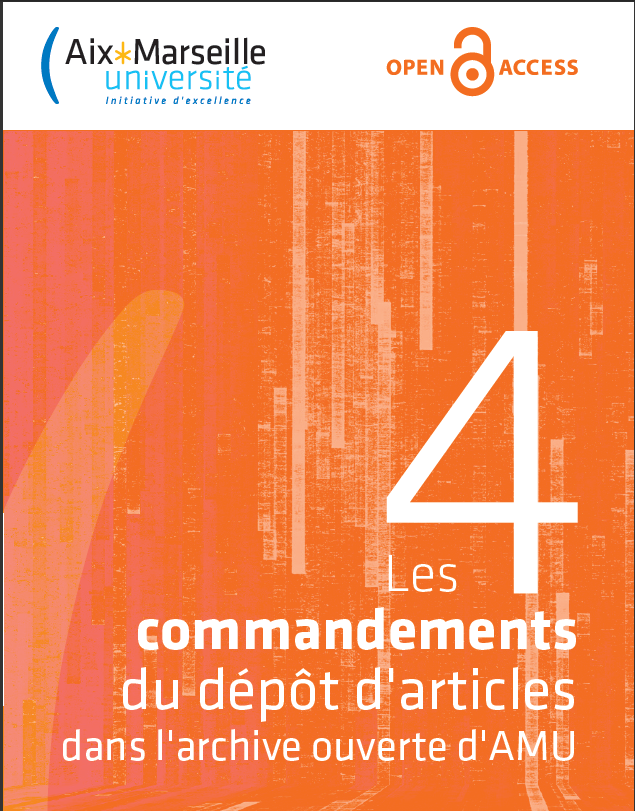 Aix*Marseille
université
Initiative d'excellence
OPEN ACCESS
4
Les
commandements
du dépôt d'articles
dans l'archive ouverte d'AMU